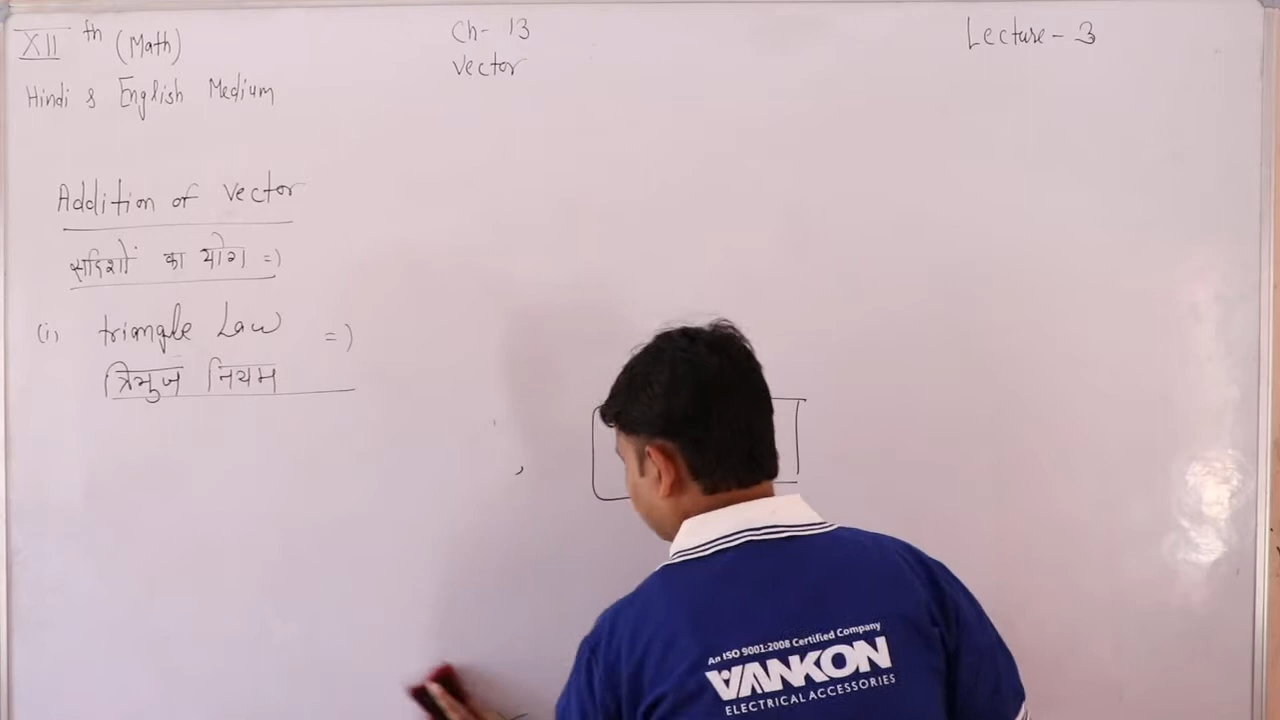 XII th (Math)
Hindi & English Medium
Ch- 13
Vector
Lecture - 3
Addition of vector
सदिशों का योग =)
(i) triangle Law =)
त्रिभुज नियम
An ISO 9001:2008 Certified Company
VANKON
ELECTRICAL ACCESSORIES